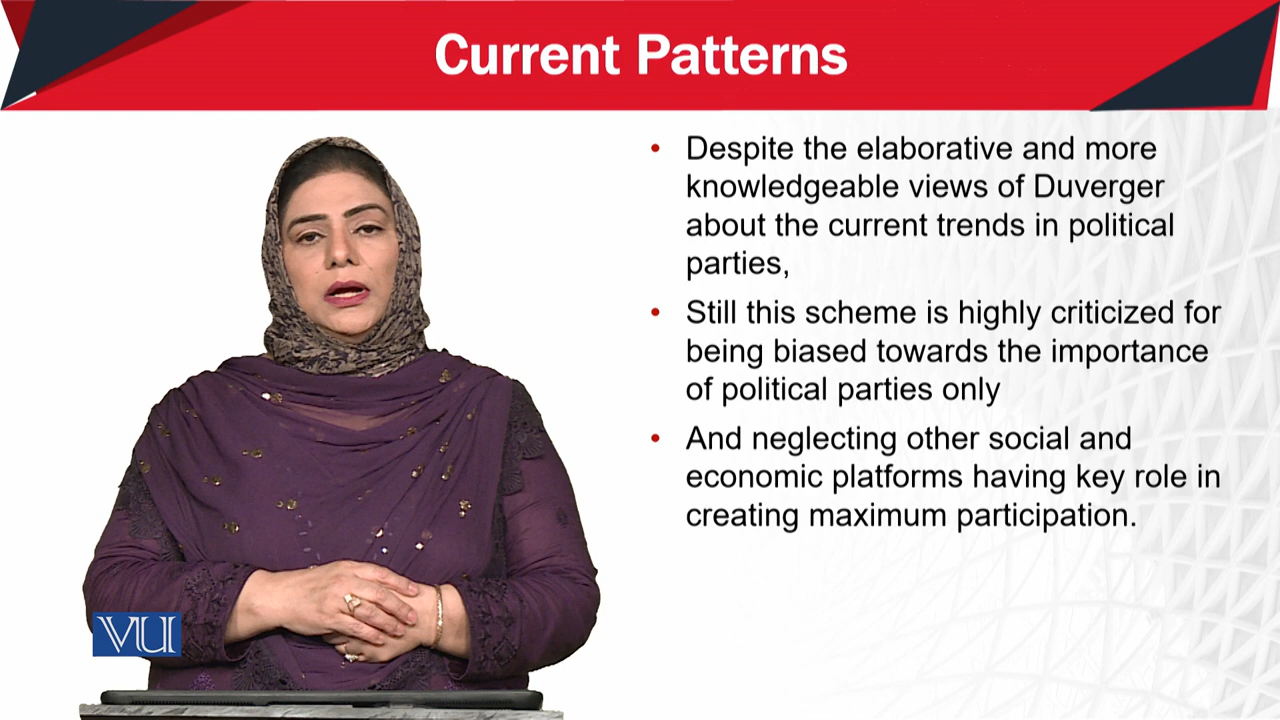 Current Patterns
• Despite the elaborative and more
knowledgeable views of Duverger
about the current trends in political
parties,
• Still this scheme is highly criticized for
being biased towards the importance
of political parties only
• And neglecting other social and
economic platforms having key role in
creating maximum participation.
VU